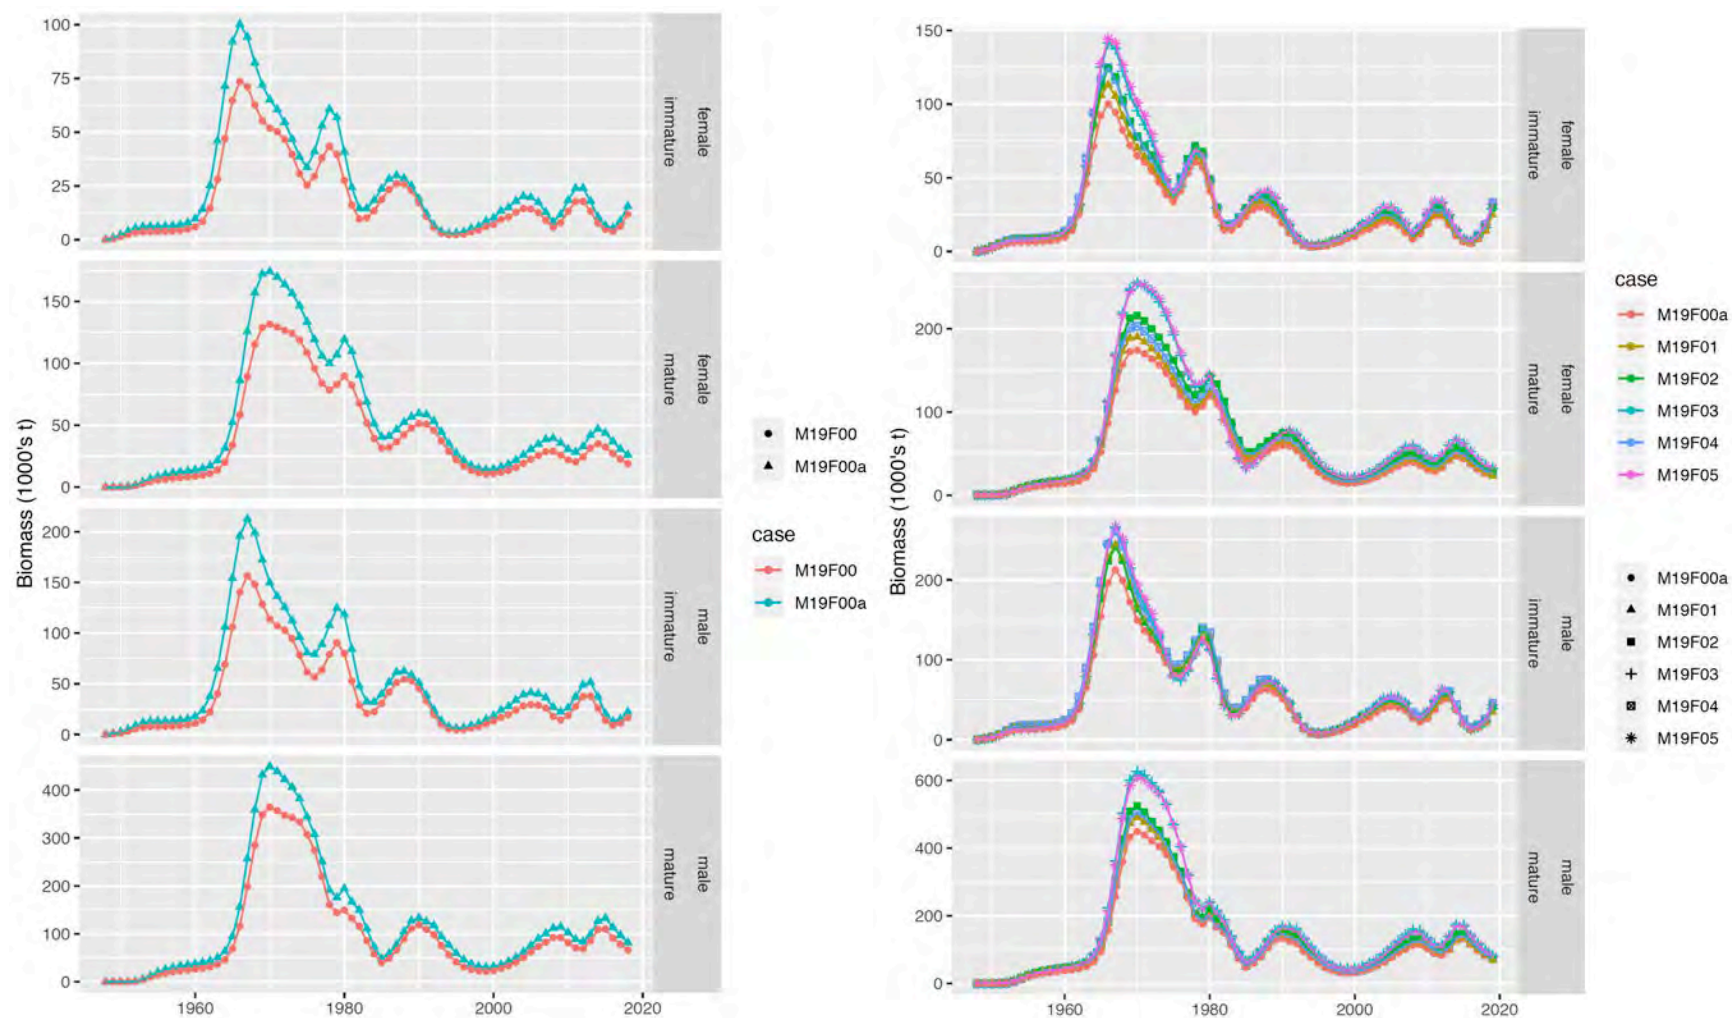 Biomass (1000's t)
100
75
50
25
0
immature
female
150
100
50
0
mature
female
200
150
100
50
0
immature
male
400
300
200
100
0
mature
male
1960
1980
2000
2020
M19F00
M19F00a
case
M19F00
M19F00a
Biomass (1000's t)
150
100
50
0
immature
female
200
100
0
mature
female
200
100
0
immature
male
600
400
200
0
mature
male
1960
1980
2000
2020
case
M19F00a
M19F01
M19F02
M19F03
M19F04
M19F05
M19F00a
M19F01
M19F02
M19F03
M19F04
M19F05